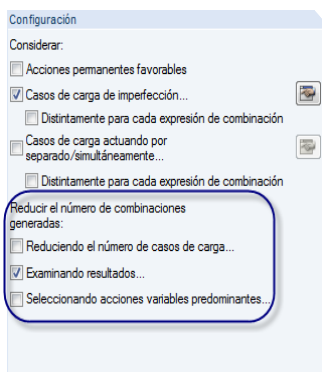 Configuración
Considerar:
Acciones permanentes favorables
Casos de carga de imperfección...
Distintamente para cada expresión de combinación
Casos de carga actuando por
separado/simultáneamente...
Distintamente para cada expresión de combinación
Reducir el número de combinaciones
generadas:
Reduciendo el número de casos de carga...
Examinando resultados...
Seleccionando acciones variables predominantes...